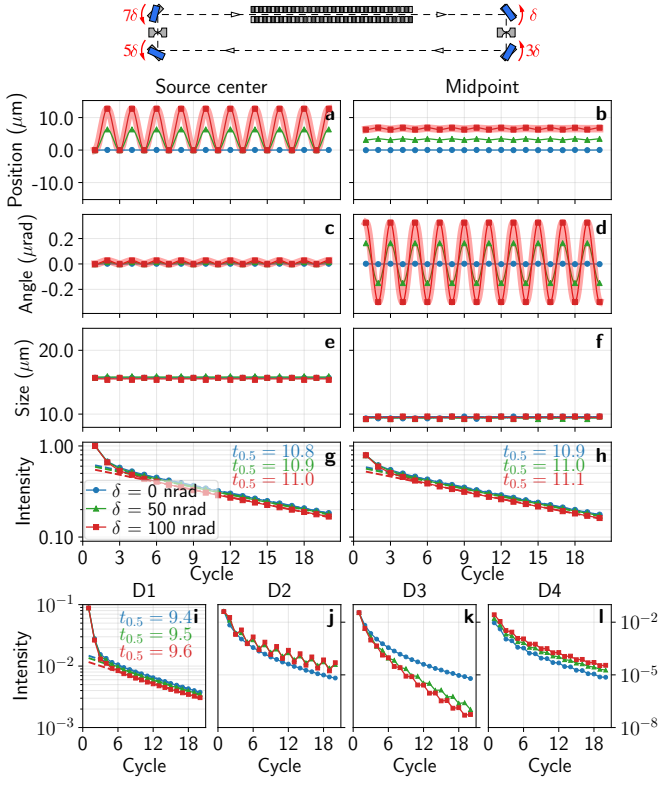 7δ
δ
5δ
3δ
Source center
Midpoint
Position (μm)
10.0
0.0
-10.0
a
b
Angle (μrad)
0.2
0.0
-0.2
c
d
Size (μm)
20.0
10.0
e
f
Intensity
1.00
0.10
t0.5 = 10.8
t0.5 = 10.9
t0.5 = 11.0
g
δ = 0 nrad
δ = 50 nrad
δ = 100 nrad
t0.5 = 10.9
t0.5 = 11.0
t0.5 = 11.1
h
0 3 6 9 12 15 18
0 3 6 9 12 15 18
Cycle
Cycle
D1
D2
D3
D4
Intensity
10⁻¹
10⁻²
10⁻³
t0.5 = 9.4
t0.5 = 9.5
t0.5 = 9.6
i
j
k
l
10⁻²
10⁻⁵
10⁻⁸
0 6 12 18
0 6 12 18
0 6 12 18
0 6 12 18
Cycle
Cycle
Cycle
Cycle